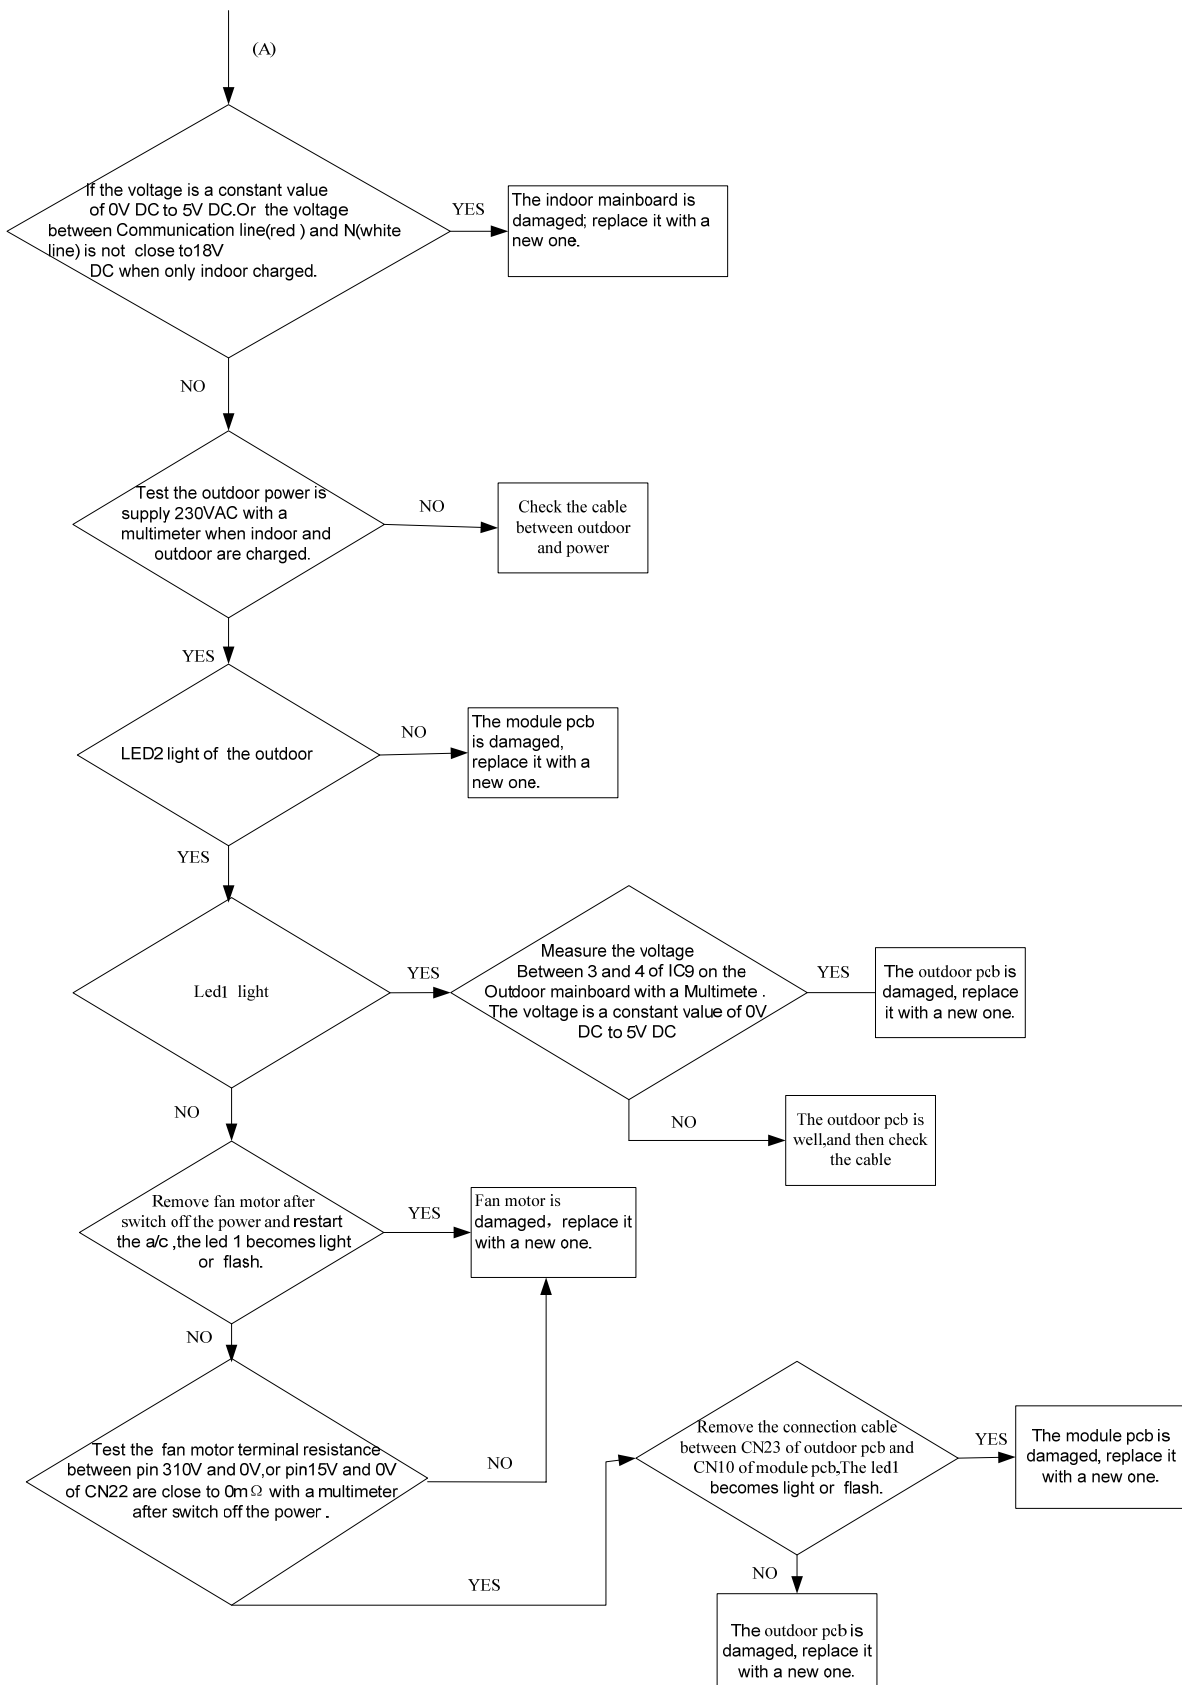 (A)
If the voltage is a constant value
of 0V DC to 5V DC.Or the voltage
between Communication line(red ) and N(white
line) is not close to18V
DC when only indoor charged.
YES
The indoor mainboard is
damaged; replace it with a
new one.
NO
Test the outdoor power is
supply 230VAC with a
multimeter when indoor and
outdoor are charged.
NO
Check the cable
between outdoor
and power
YES
LED2 light of the outdoor
NO
The module pcb
is damaged,
replace it with a
new one.
YES
Led1 light
YES
Measure the voltage
Between 3 and 4 of IC9 on the
Outdoor mainboard with a Multimete .
The voltage is a constant value of 0V
DC to 5V DC
YES
The outdoor pcb is
damaged, replace
it with a new one.
NO
The outdoor pcb is
well,and then check
the cable
NO
Remove fan motor after
switch off the power and restart
the a/c ,the led 1 becomes light
or flash.
YES
Fan motor is
damaged，replace it
with a new one.
NO
Test the fan motor terminal resistance
between pin 310V and 0V,or pin15V and 0V
of CN22 are close to 0mΩ with a multimeter
after switch off the power .
NO
YES
Remove the connection cable
between CN23 of outdoor pcb and
CN10 of module pcb,The led1
becomes light or flash.
YES
The module pcb is
damaged, replace it
with a new one.
NO
The outdoor pcb is
damaged, replace it
with a new one.